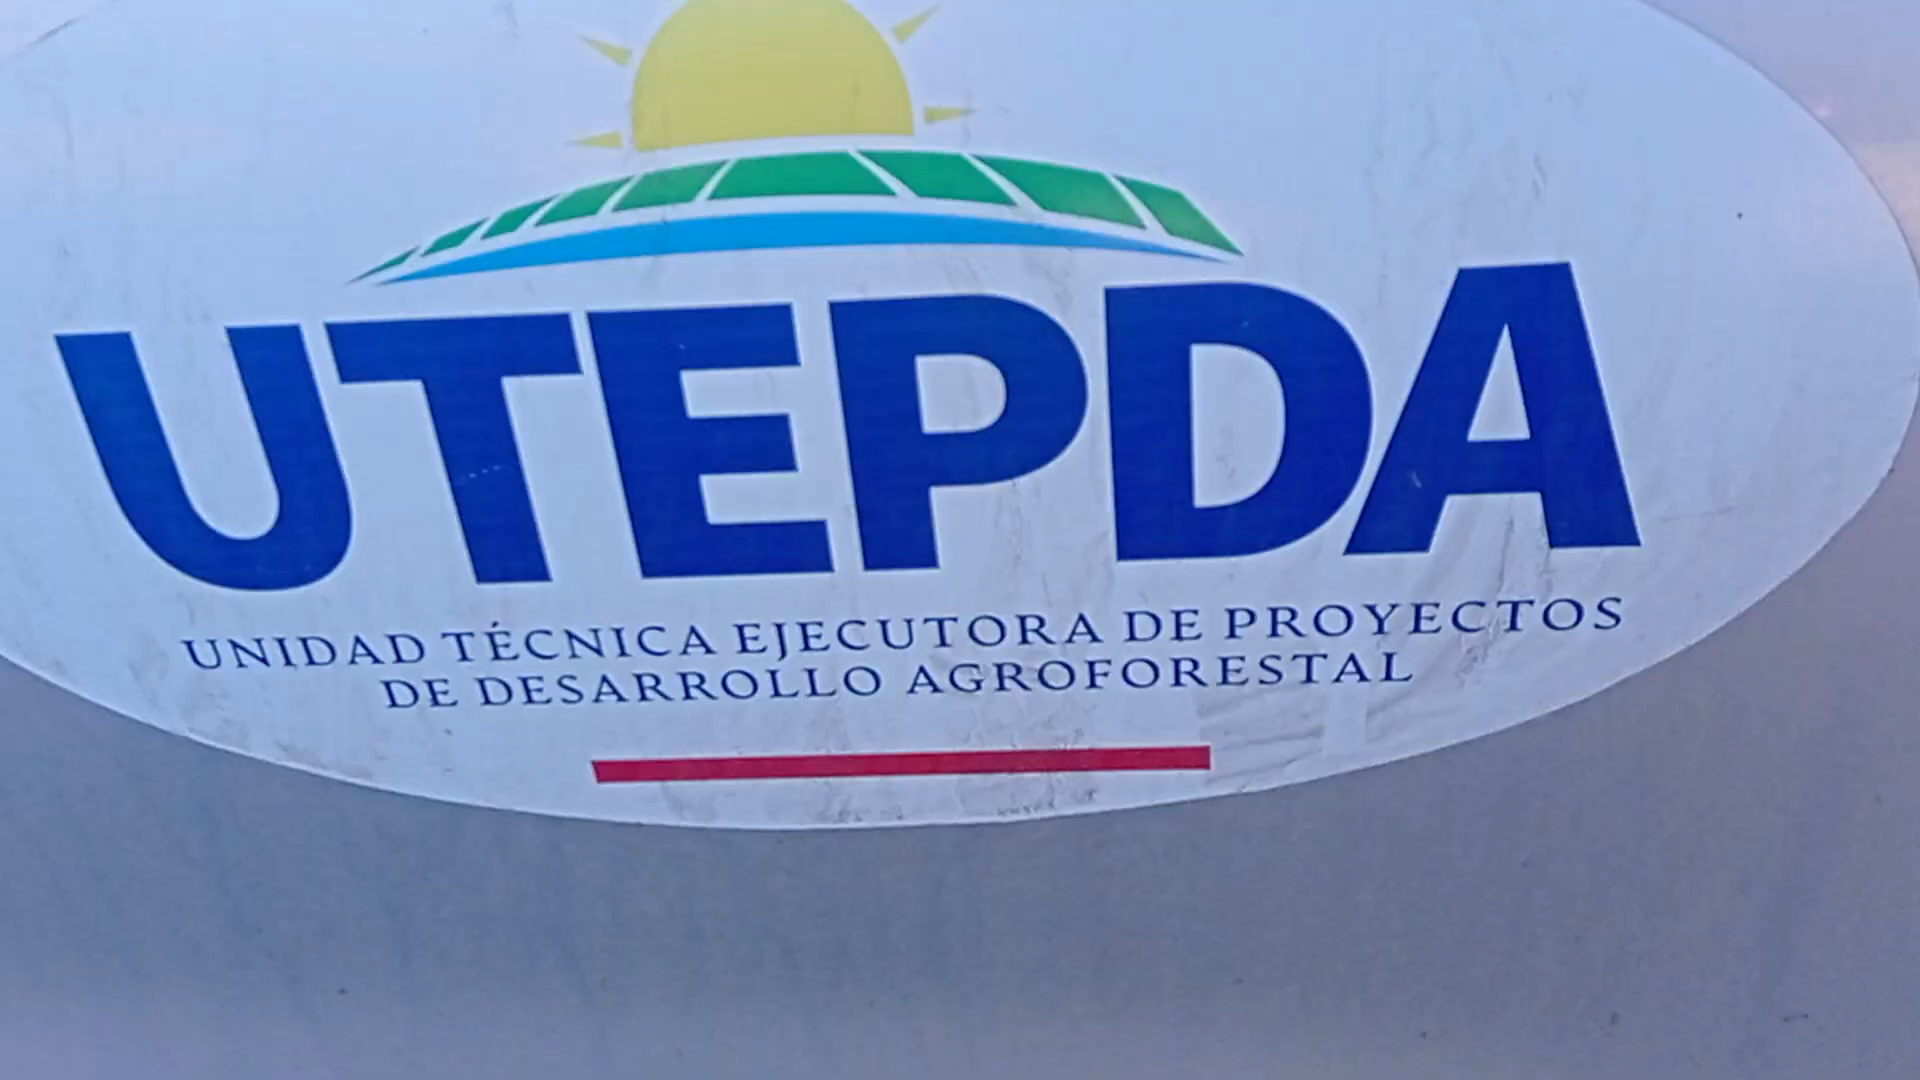 UTEPDA
UNIDAD TÉCNICA EJECUTORA DE PROYECTOS
DE DESARROLLO AGROFORESTAL